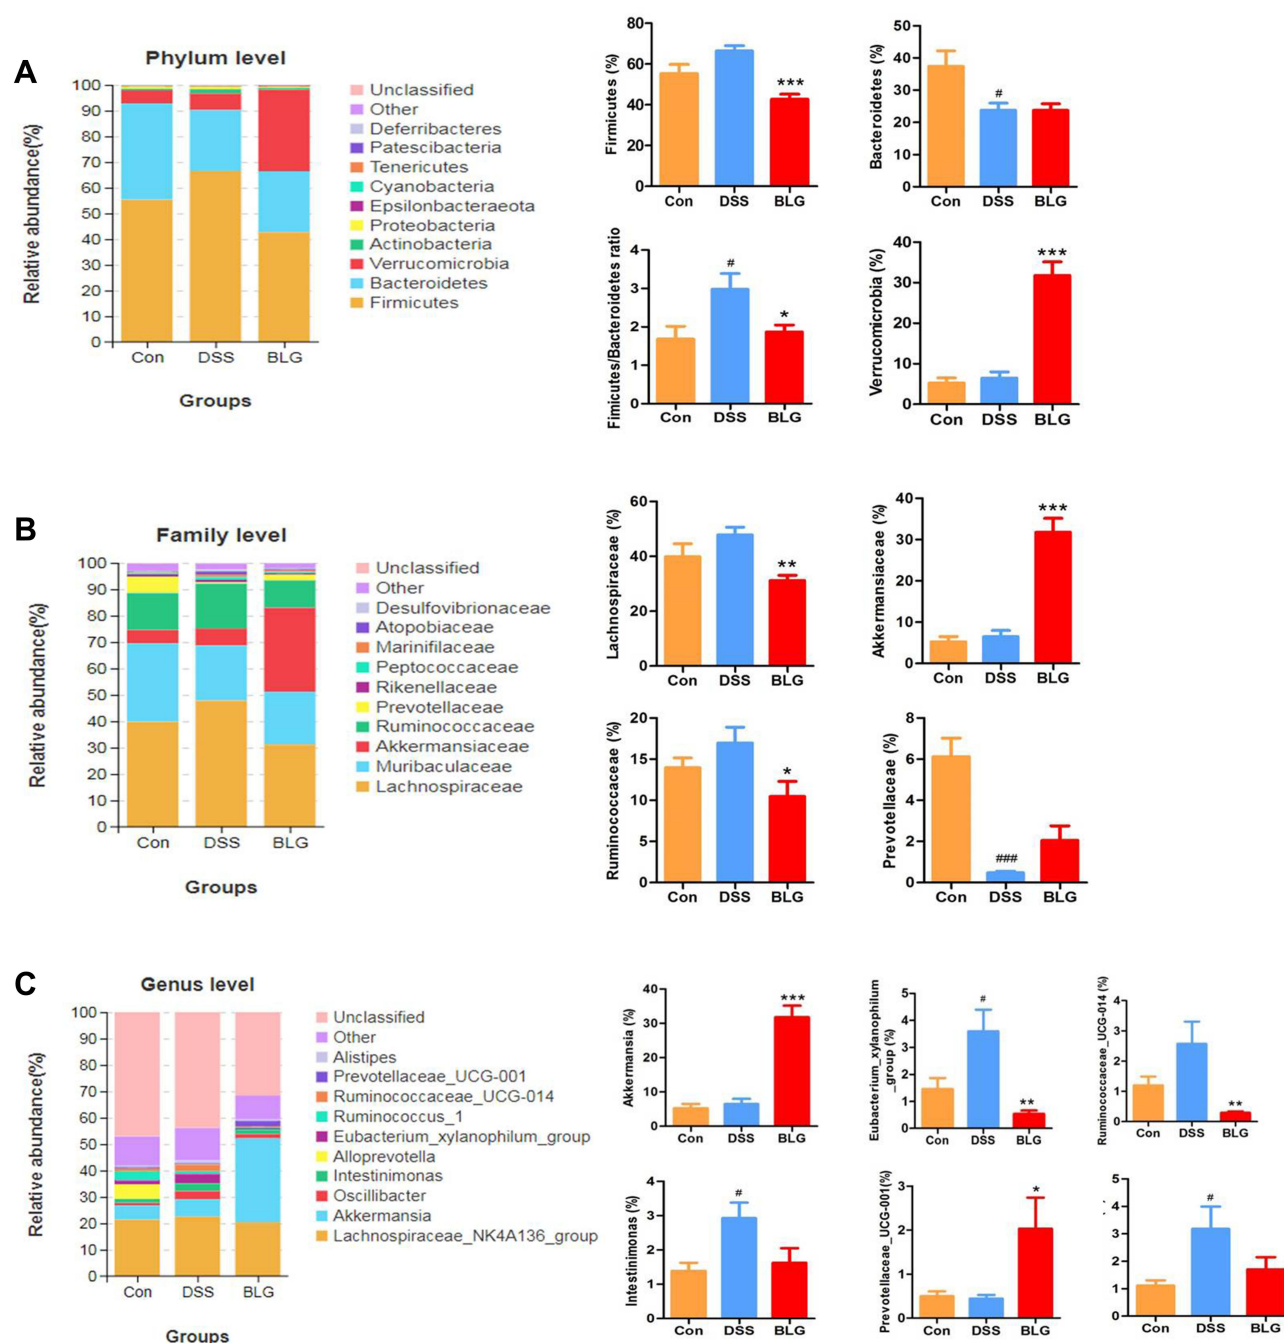 A
Phylum level
Relative abundance(%)
100
90
80
70
60
50
40
30
20
10
0
Con DSS BLG
Groups
Unclassified
Other
Deferribacteres
Patescibacteria
Tenericutes
Cyanobacteria
Epsilonbacteraeota
Proteobacteria
Actinobacteria
Verrucomicrobia
Bacteroidetes
Firmicutes
Firmicutes (%)
80
60
40
20
0
***
Con DSS BLG
Bacteroidetes (%)
50
40
30
20
10
0
#
Con DSS BLG
Fimicutes/Bacteroidetes ratio
4
3
2
1
0
#
*
Con DSS BLG
Verrucomicrobia (%)
40
30
20
10
0
***
Con DSS BLG
B
Family level
Relative abundance(%)
100
90
80
70
60
50
40
30
20
10
0
Con DSS BLG
Groups
Unclassified
Other
Desulfovibrionaceae
Atopobiaceae
Marinifilaceae
Peptococcaceae
Rikenellaceae
Prevotellaceae
Ruminococcaceae
Akkermansiaceae
Muribaculaceae
Lachnospiraceae
Lachnospiraceae (%)
60
40
20
0
**
Con DSS BLG
Akkermansiaceae (%)
40
30
20
10
0
***
Con DSS BLG
Ruminococcaceae (%)
20
15
10
5
0
*
Con DSS BLG
Prevotellaceae (%)
8
6
4
2
0
###
Con DSS BLG
C
Genus level
Relative abundance(%)
100
90
80
70
60
50
40
30
20
10
0
Con DSS BLG
Groups
Unclassified
Other
Alistipes
Prevotellaceae_UCG-001
Ruminococcaceae_UCG-014
Ruminococcus_1
Eubacterium_xylanophilum_group
Alloprevotella
Intestinimonas
Oscillibacter
Akkermansia
Lachnospiraceae_NK4A136_group
Akkermansia (%)
40
30
20
10
0
***
Con DSS BLG
Eubacterium_xylanophilum
_group (%)
5
4
3
2
1
0
#
**
Con DSS BLG
Ruminococcaceae_UCG-014 (%)
4
3
2
1
0
**
Con DSS BLG
Intestinimonas (%)
4
3
2
1
0
#
Con DSS BLG
Prevotellaceae_UCG-001(%)
3
2
1
0
*
Con DSS BLG
5
4
3
2
1
0
#
Con DSS BLG